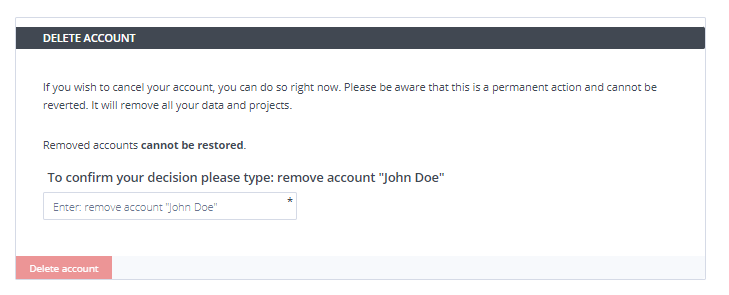 DELETE ACCOUNT
If you wish to cancel your account, you can do so right now. Please be aware that this is a permanent action and cannot be
reverted. It will remove all your data and projects.
Removed accounts cannot be restored.
To confirm your decision please type: remove account "John Doe"
Enter: remove account "John Doe" *
Delete account